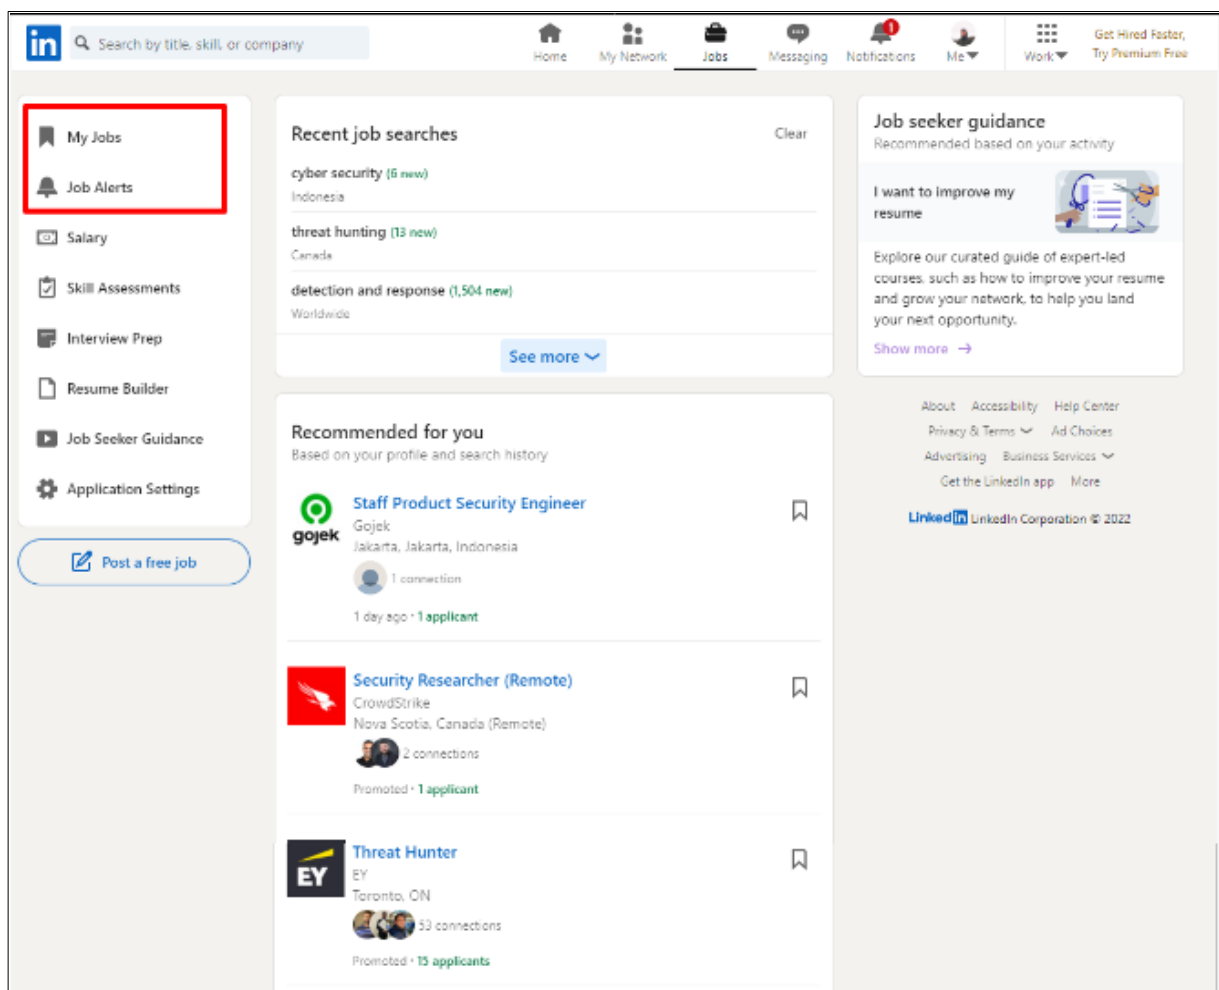 in
Search by title, skill, or company
Home
My Network
Jobs
Messaging
1
Notifications
Me
Work
Get Hired Faster,
Try Premium Free
My Jobs
Job Alerts
Salary
Skill Assessments
Interview Prep
Resume Builder
Job Seeker Guidance
Application Settings
Post a free job
Recent job searches
Clear
cyber security (6 new)
Indonesia
threat hunting (13 new)
Canada
detection and response (1,504 new)
Worldwide
See more
Recommended for you
Based on your profile and search history
gojek
Staff Product Security Engineer
Gojek
Jakarta, Jakarta, Indonesia
1 connection
1 day ago • 1 applicant
Security Researcher (Remote)
CrowdStrike
Nova Scotia, Canada (Remote)
2 connections
Promoted • 1 applicant
EY
Threat Hunter
EY
Toronto, ON
53 connections
Promoted • 15 applicants
Job seeker guidance
Recommended based on your activity
I want to improve my
resume
Explore our curated guide of expert-led
courses, such as how to improve your resume
and grow your network, to help you land
your next opportunity.
Show more →
About Accessibility Help Center
Privacy & Terms Ad Choices
Advertising Business Services
Get the LinkedIn app More
LinkedIn LinkedIn Corporation © 2022